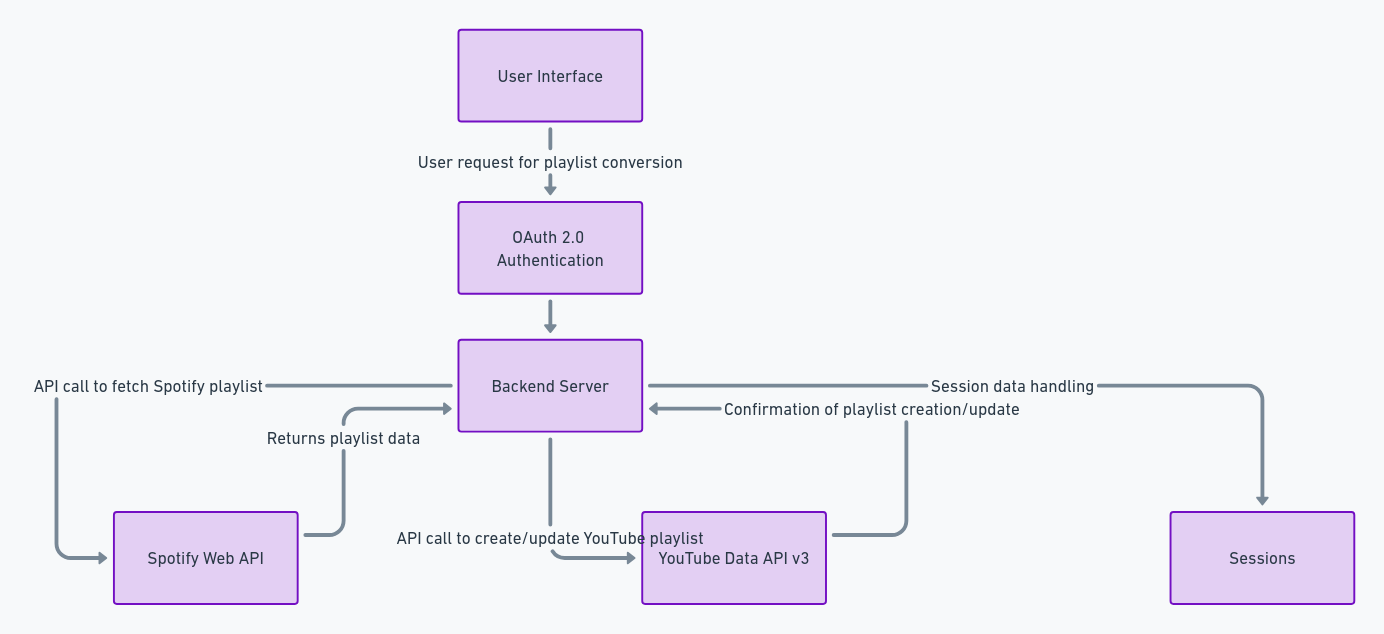 User Interface
User request for playlist conversion
OAuth 2.0
Authentication
API call to fetch Spotify playlist
Backend Server
Session data handling
Confirmation of playlist creation/update
Returns playlist data
API call to create/update YouTube playlist
Spotify Web API
YouTube Data API v3
Sessions